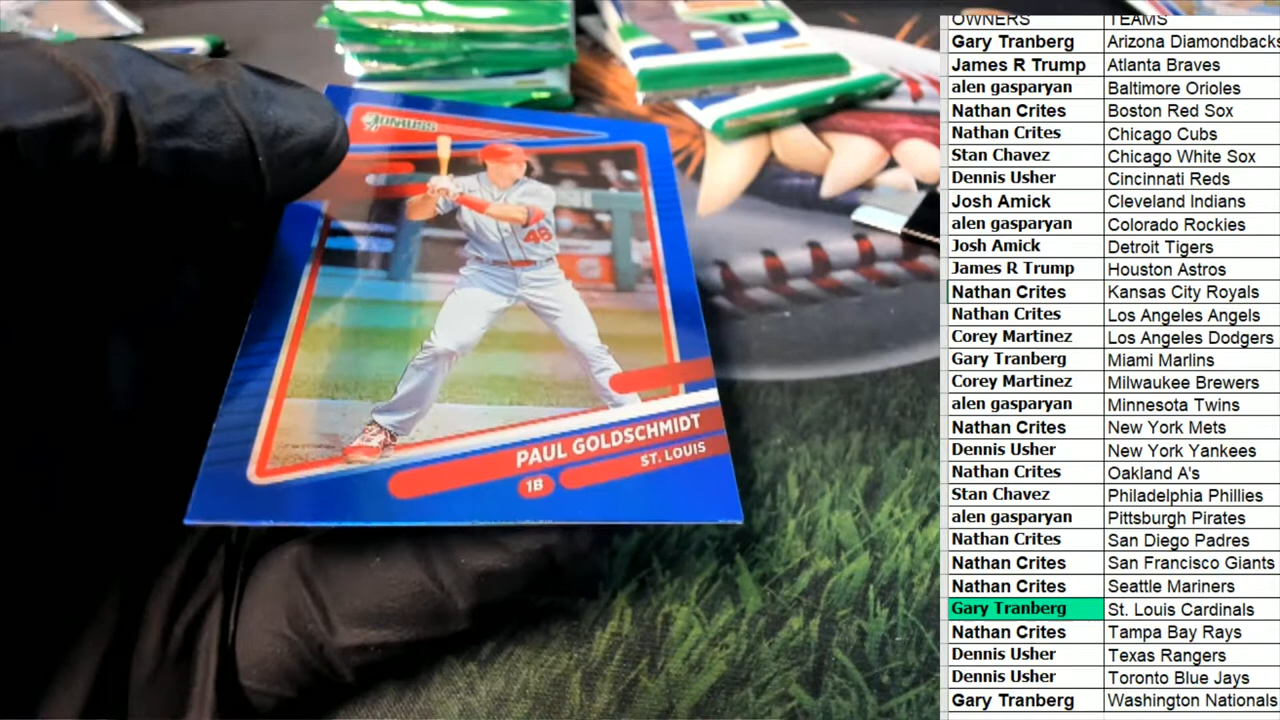 DONRUSS
46
PAUL GOLDSCHMIDT
ST. LOUIS
1B
OWNERS TEAMS
Gary Tranberg Arizona Diamondbacks
James R Trump Atlanta Braves
alen gasparyan Baltimore Orioles
Nathan Crites Boston Red Sox
Nathan Crites Chicago Cubs
Stan Chavez Chicago White Sox
Dennis Usher Cincinnati Reds
Josh Amick Cleveland Indians
alen gasparyan Colorado Rockies
Josh Amick Detroit Tigers
James R Trump Houston Astros
Nathan Crites Kansas City Royals
Nathan Crites Los Angeles Angels
Corey Martinez Los Angeles Dodgers
Gary Tranberg Miami Marlins
Corey Martinez Milwaukee Brewers
alen gasparyan Minnesota Twins
Nathan Crites New York Mets
Dennis Usher New York Yankees
Nathan Crites Oakland A's
Stan Chavez Philadelphia Phillies
alen gasparyan Pittsburgh Pirates
Nathan Crites San Diego Padres
Nathan Crites San Francisco Giants
Nathan Crites Seattle Mariners
Gary Tranberg St. Louis Cardinals
Nathan Crites Tampa Bay Rays
Dennis Usher Texas Rangers
Dennis Usher Toronto Blue Jays
Gary Tranberg Washington Nationals